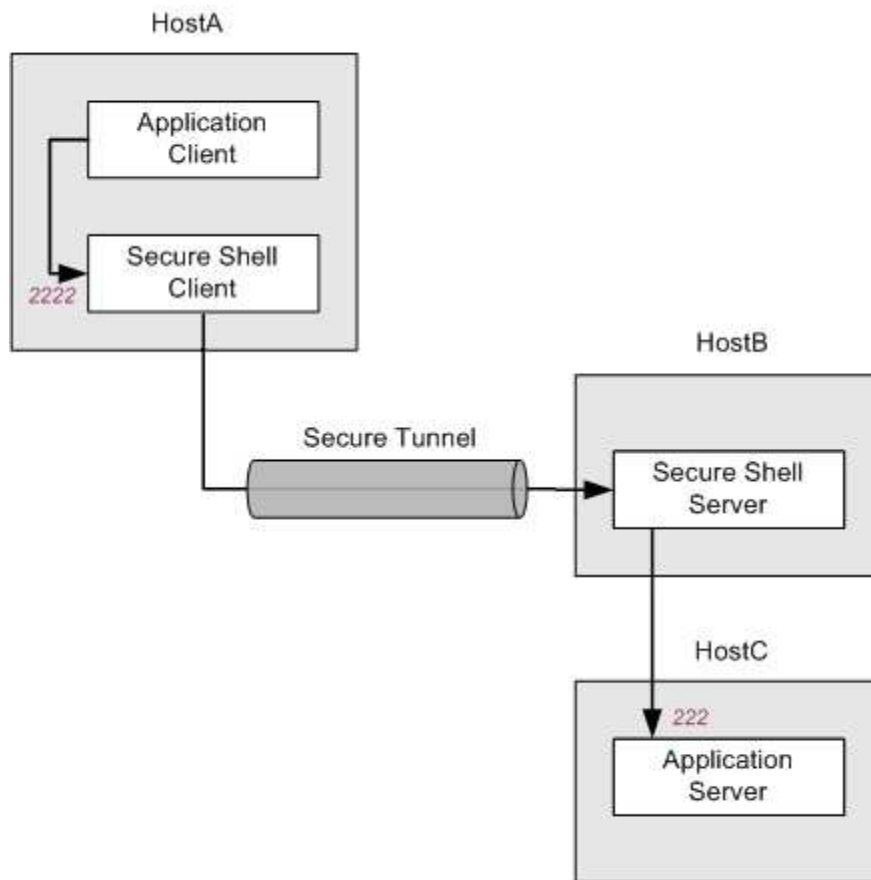 HostA
Application
Client
Secure Shell
Client
2222
HostB
Secure Tunnel
Secure Shell
Server
HostC
222
Application
Server